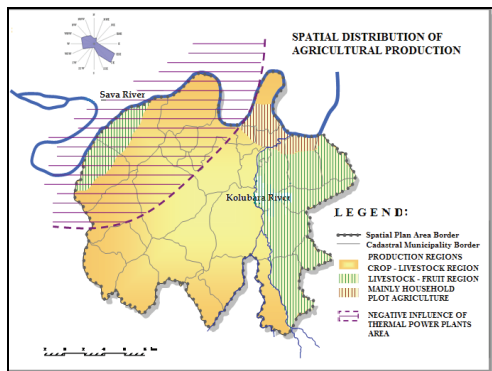 SPATIAL DISTRIBUTION OF
AGRICULTURAL PRODUCTION
Sava River
Kolubara River
LEGEND:
Spatial Plan Area Border
Cadastral Municipality Border
PRODUCTION REGIONS
CROP - LIVESTOCK REGION
LIVESTOCK - FRUIT REGION
MAINLY HOUSEHOLD
PLOT AGRICULTURE
NEGATIVE INFLUENCE OF
THERMAL POWER PLANTS
AREA